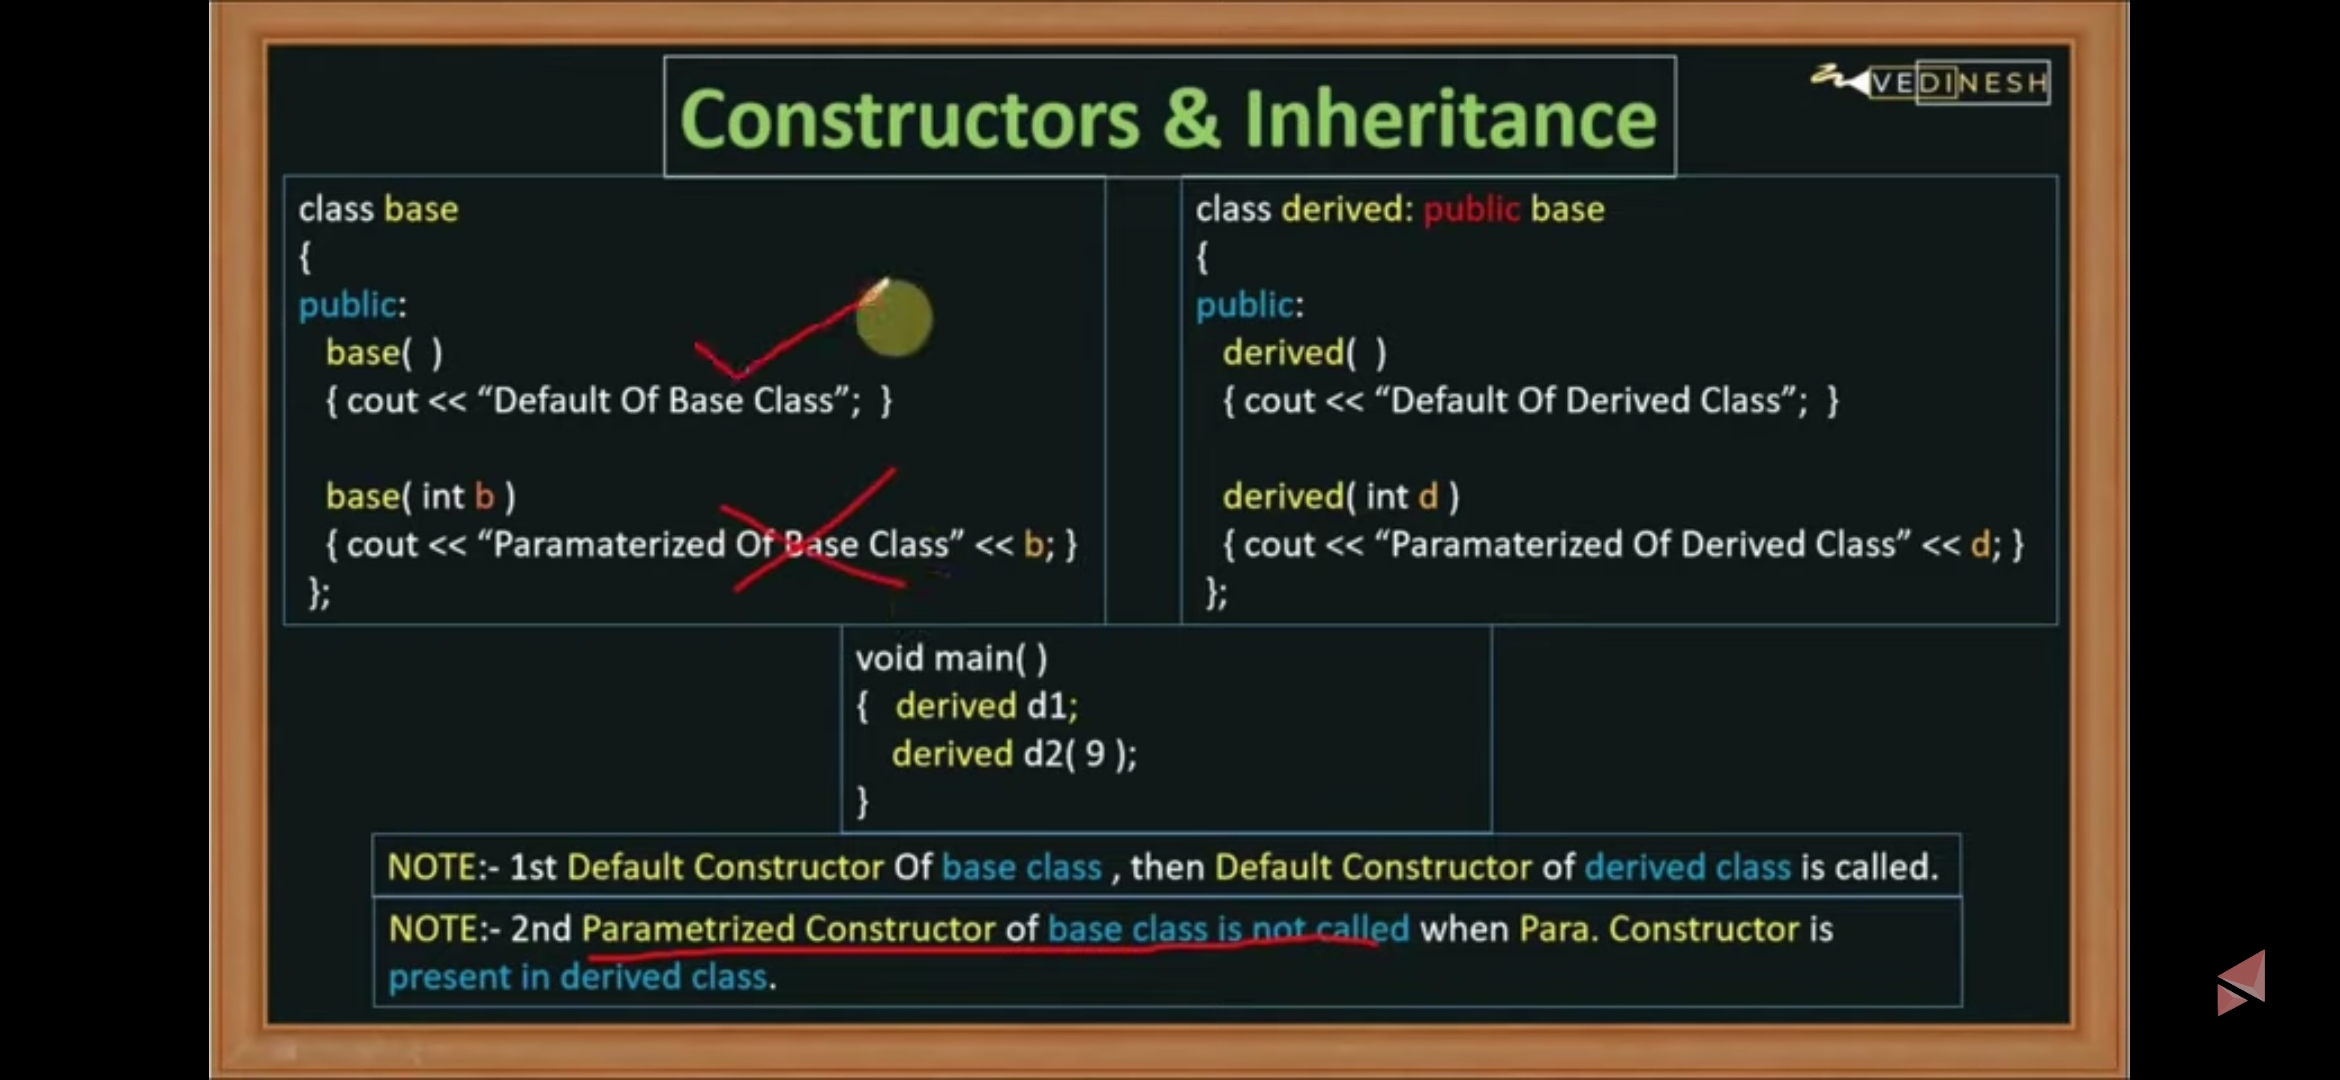 VEDINESH
Constructors & Inheritance
class base
{
public:
base( )
{ cout << “Default Of Base Class”; }
base( int b )
{ cout << “Paramaterized Of Base Class” << b; }
};
class derived: public base
{
public:
derived( )
{ cout << “Default Of Derived Class”; }
derived( int d )
{ cout << “Paramaterized Of Derived Class” << d; }
};
void main( )
{ derived d1;
derived d2( 9 );
}
NOTE:- 1st Default Constructor Of base class , then Default Constructor of derived class is called.
NOTE:- 2nd Parametrized Constructor of base class is not called when Para. Constructor is
present in derived class.